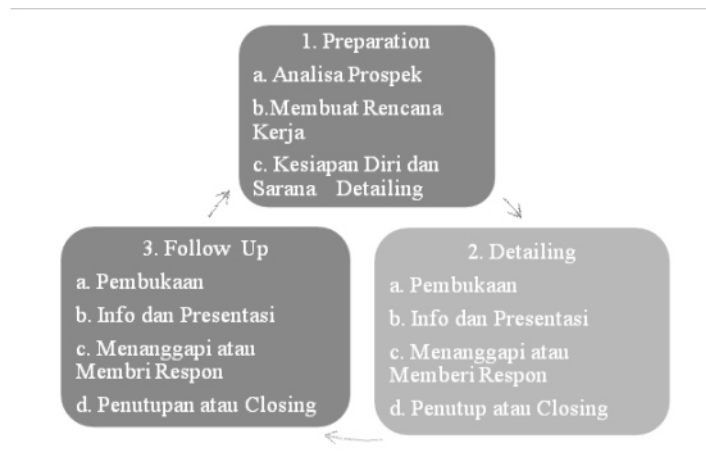 1. Preparation
a. Analisa Prospek
b.Membuat Rencana
Kerja
c. Kesiapan Diri dan
Sarana Detailing
3. Follow Up
a. Pembukaan
b. Info dan Presentasi
c. Menanggapi atau
Membri Respon
d. Penutupan atau Closing
2. Detailing
a. Pembukaan
b. Info dan Presentasi
c. Menanggapi atau
Memberi Respon
d. Penutup atau Closing